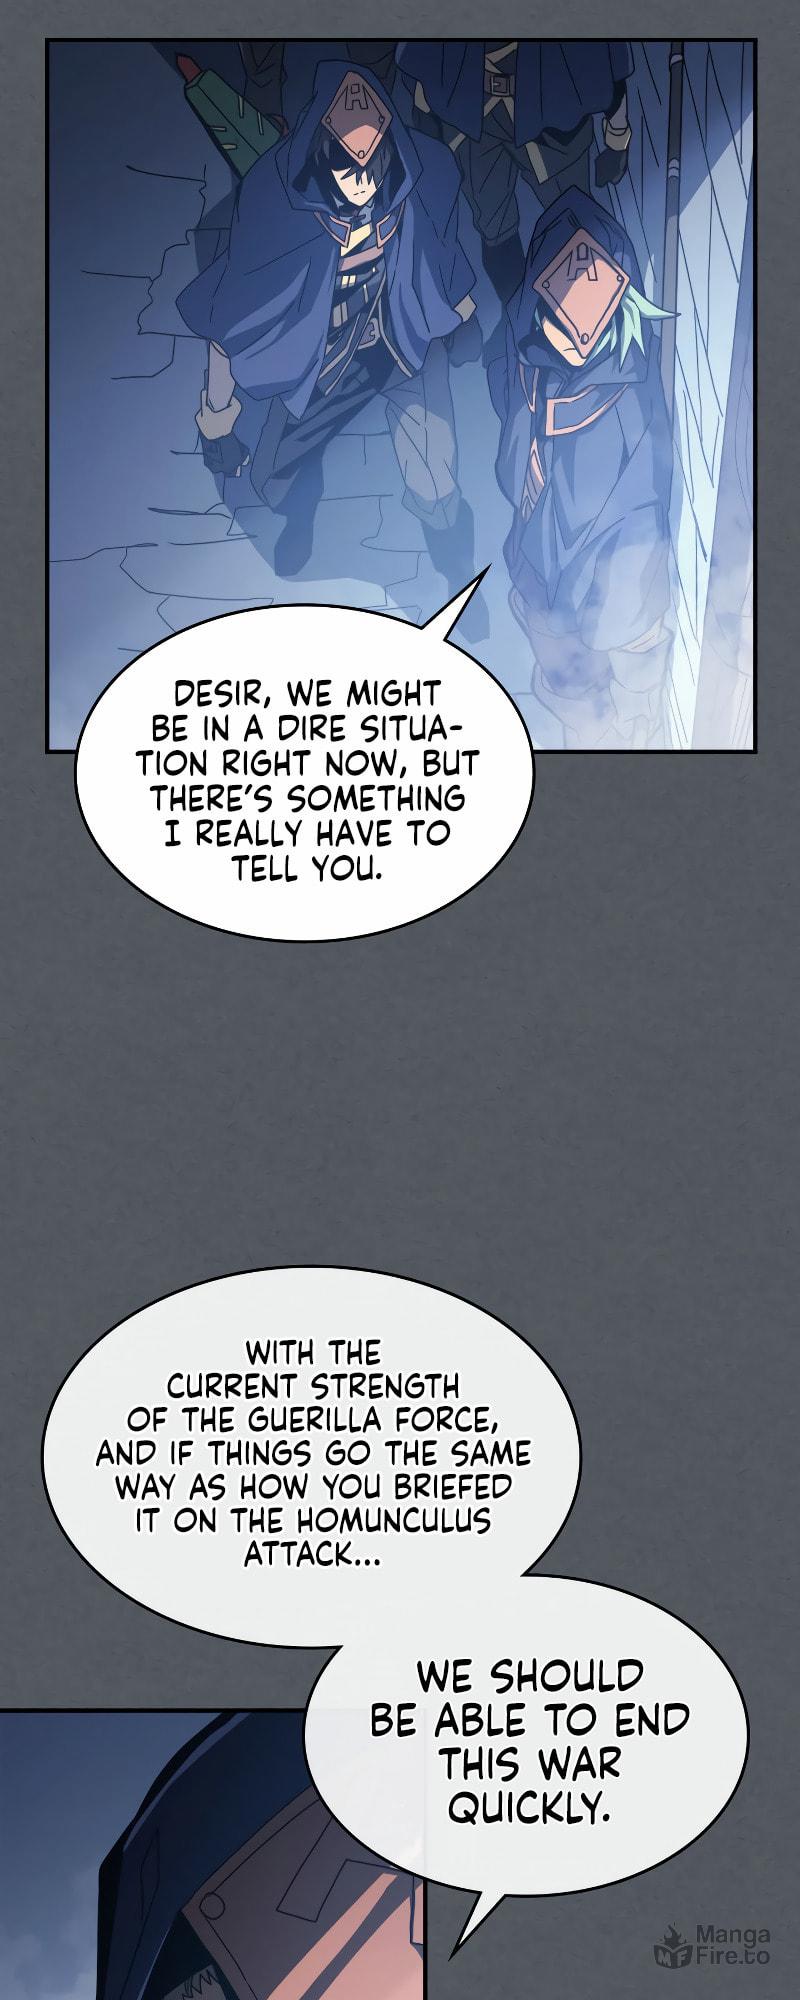 A
A
DESIR, WE MIGHT
BE IN A DIRE SITUA-
TION RIGHT NOW, BUT
THERE'S SOMETHING
I REALLY HAVE TO
TELL YOU.
WITH THE
CURRENT STRENGTH
OF THE GUERILLA FORCE,
AND IF THINGS GO THE SAME
WAY AS HOW YOU BRIEFED
IT ON THE HOMUNCULUS
ATTACK...
WE SHOULD
BE ABLE TO END
THIS WAR
QUICKLY.
Manga
MF Fire.to